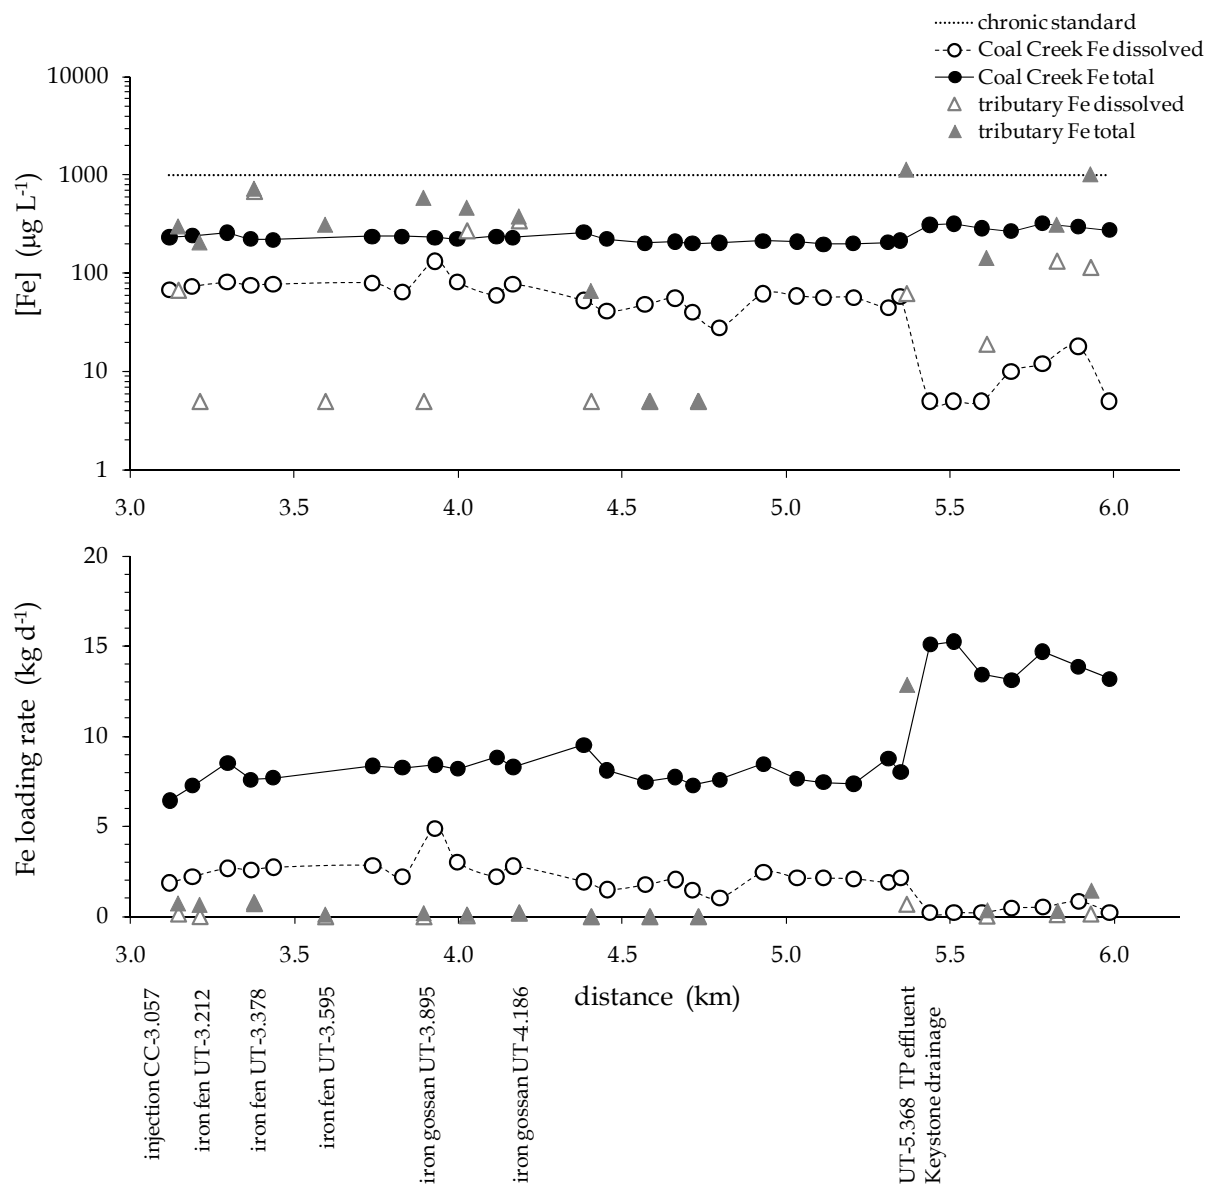 chronic standard
Coal Creek Fe dissolved
Coal Creek Fe total
tributary Fe dissolved
tributary Fe total
10000
1000
100
10
1
[Fe] (µg L-1)
3.0 3.5 4.0 4.5 5.0 5.5 6.0
20
15
10
5
0
Fe loading rate (kg d-1)
3.0 3.5 4.0 4.5 5.0 5.5 6.0
distance (km)
injection CC-3.057
iron fen UT-3.212
iron fen UT-3.378
iron fen UT-3.595
iron gossan UT-3.895
iron gossan UT-4.186
UT-5.368 TP effluent
Keystone drainage